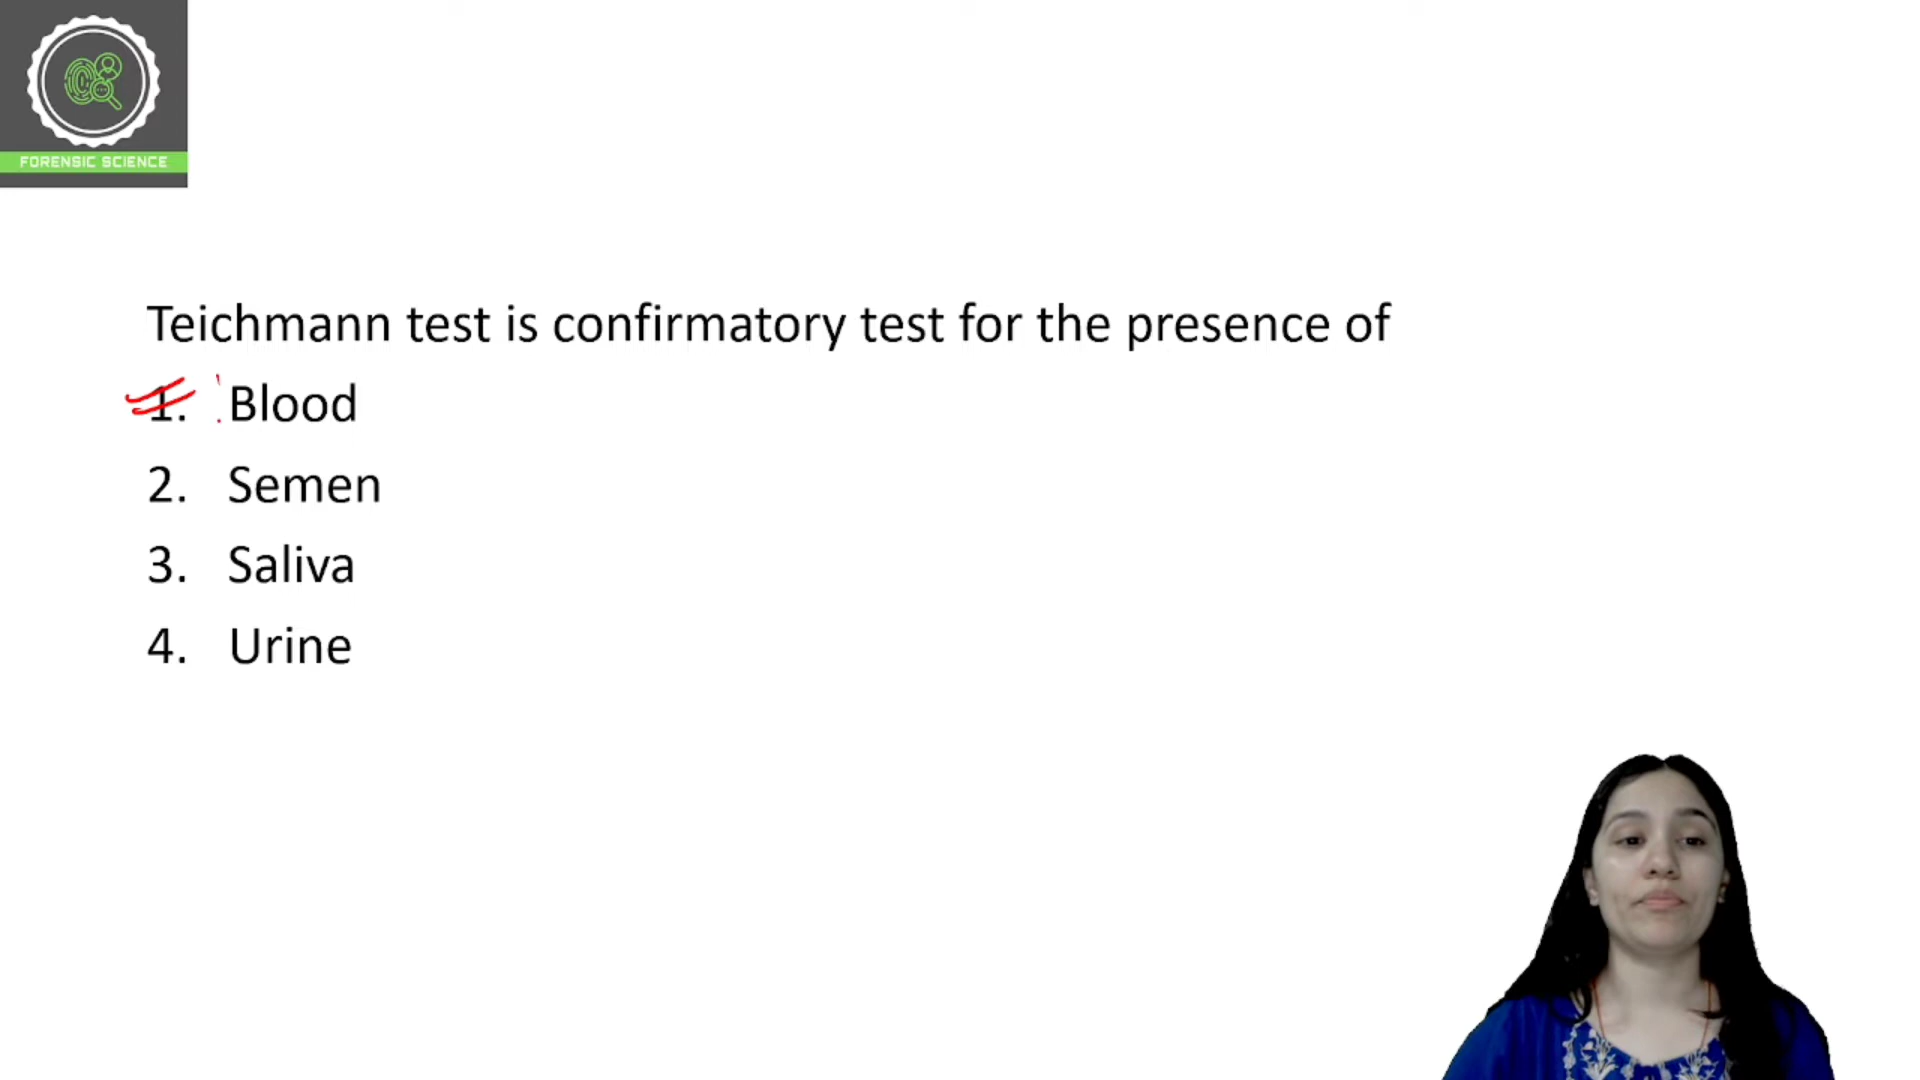 FORENSIC SCIENCE
Teichmann test is confirmatory test for the presence of
1. Blood
2. Semen
3. Saliva
4. Urine